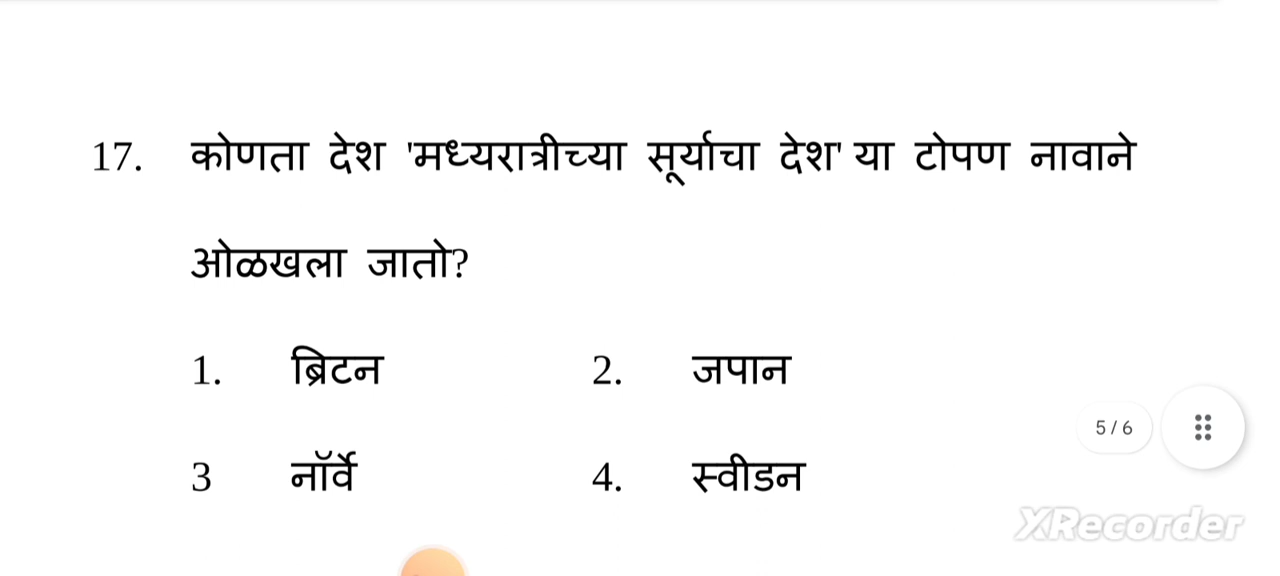 17. कोणता देश 'मध्यरात्रीच्या सूर्याचा देश' या टोपण नावाने
ओळखला जातो?
1. ब्रिटन 2. जपान
5 / 6
3 नॉर्वे 4. स्वीडन
XRecorder